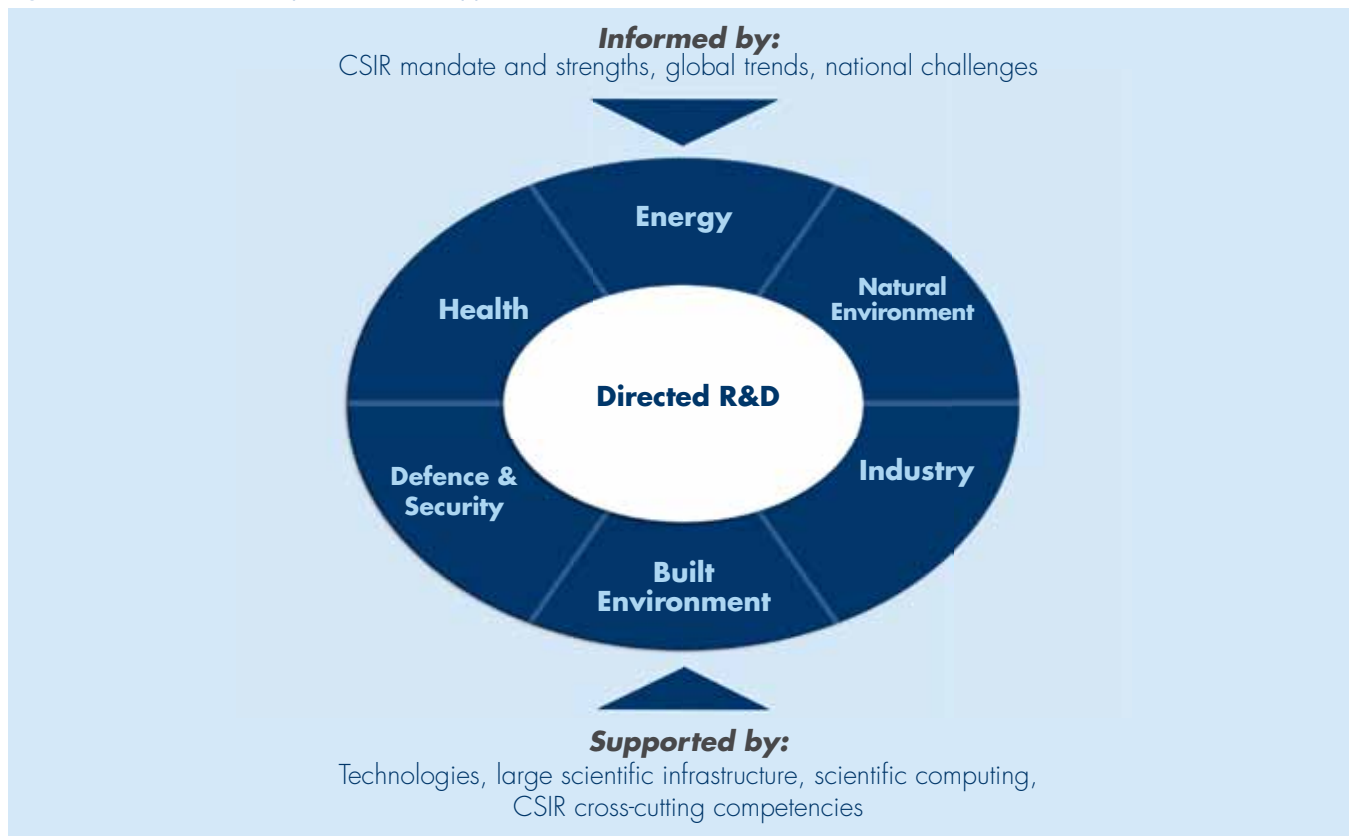 Informed by:
CSIR mandate and strengths, global trends, national challenges
Energy
Natural
Environment
Health
Directed R&D
Industry
Defence &
Security
Built
Environment
Supported by:
Technologies, large scientific infrastructure, scientific computing,
CSIR cross-cutting competencies